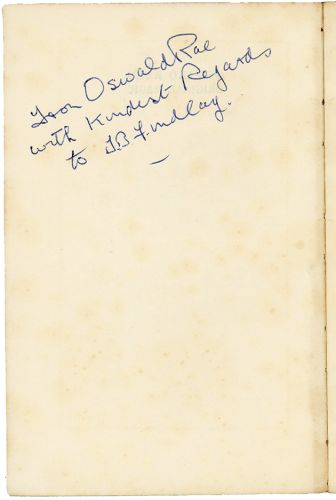 from Oswald Rae
with Kindest Regards
to J.B. Findlay.